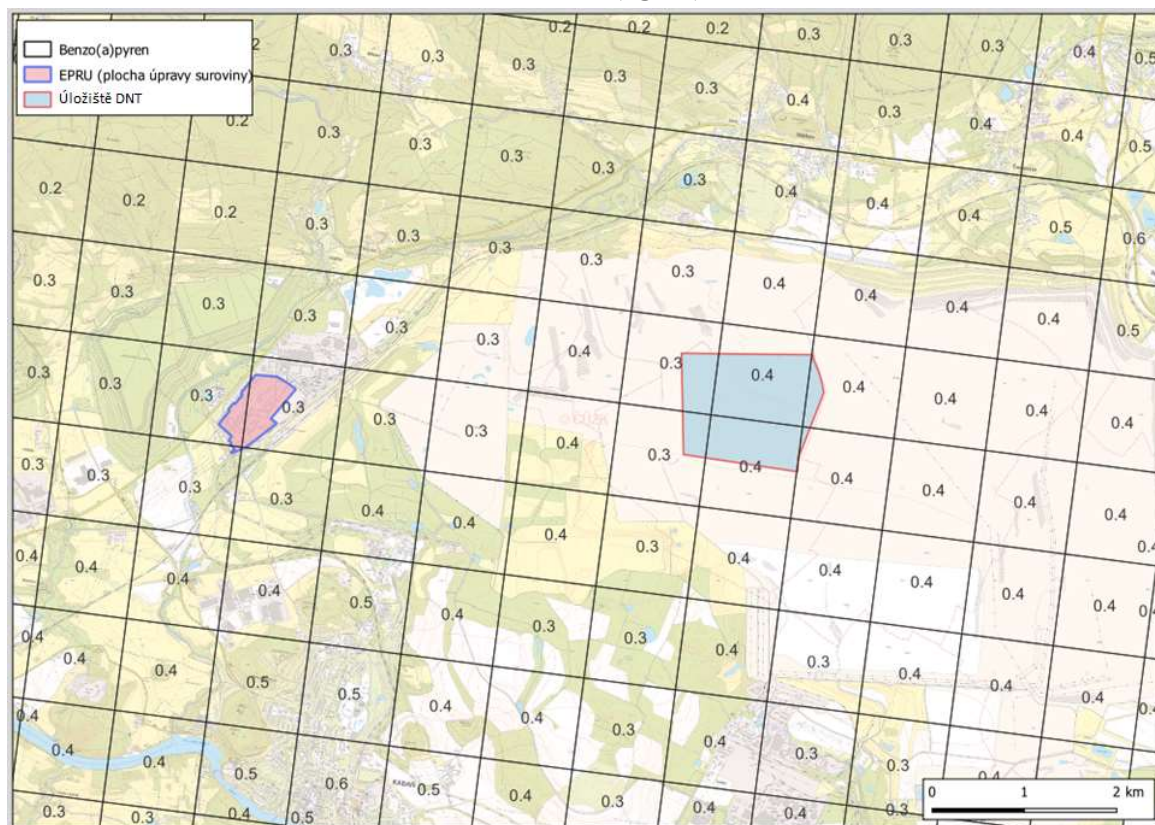 Benzo(a)pyren
EPRU (plocha úpravy suroviny)
Úložiště DNT
0.2 0.2 0.2 0.3 0.3 0.3 0.4 0.5
0.2 0.3 0.3 0.3 0.3 0.3 0.4 0.3 0.4 0.4 0.5
0.2 0.3 0.3 0.3 0.3 0.3 0.4 0.4 0.4 0.5 0.6
0.2 0.2 0.2 0.3 0.3 0.3 0.3 0.3 0.4 0.4 0.4 0.4 0.5
0.3 0.3 0.3 0.3 0.3 0.3 0.4 0.3 0.4 0.4 0.4 0.4 0.4
0.3 0.3 0.3 0.3 0.3 0.3 0.4 0.3 0.4 0.4 0.4 0.4 0.4
0.3 0.3 0.3 0.3 0.4 0.4 0.4 0.3 0.4 0.4 0.4 0.4 0.4 0.4
0.4 0.4 0.4 0.4 0.5 0.4 0.3 0.3 0.4 0.3 0.4 0.4 0.4 0.4
0.4 0.4 0.4 0.5 0.5 0.4 0.4 0.3 0.4 0.3 0.3 0.4
0.4 0.4 0.4 0.5 0.6 0.5 0.4 0.4 0.4 0.4 0.3
KADAŇ
0.3 0.3 0.4 0.5
0 1 2 km